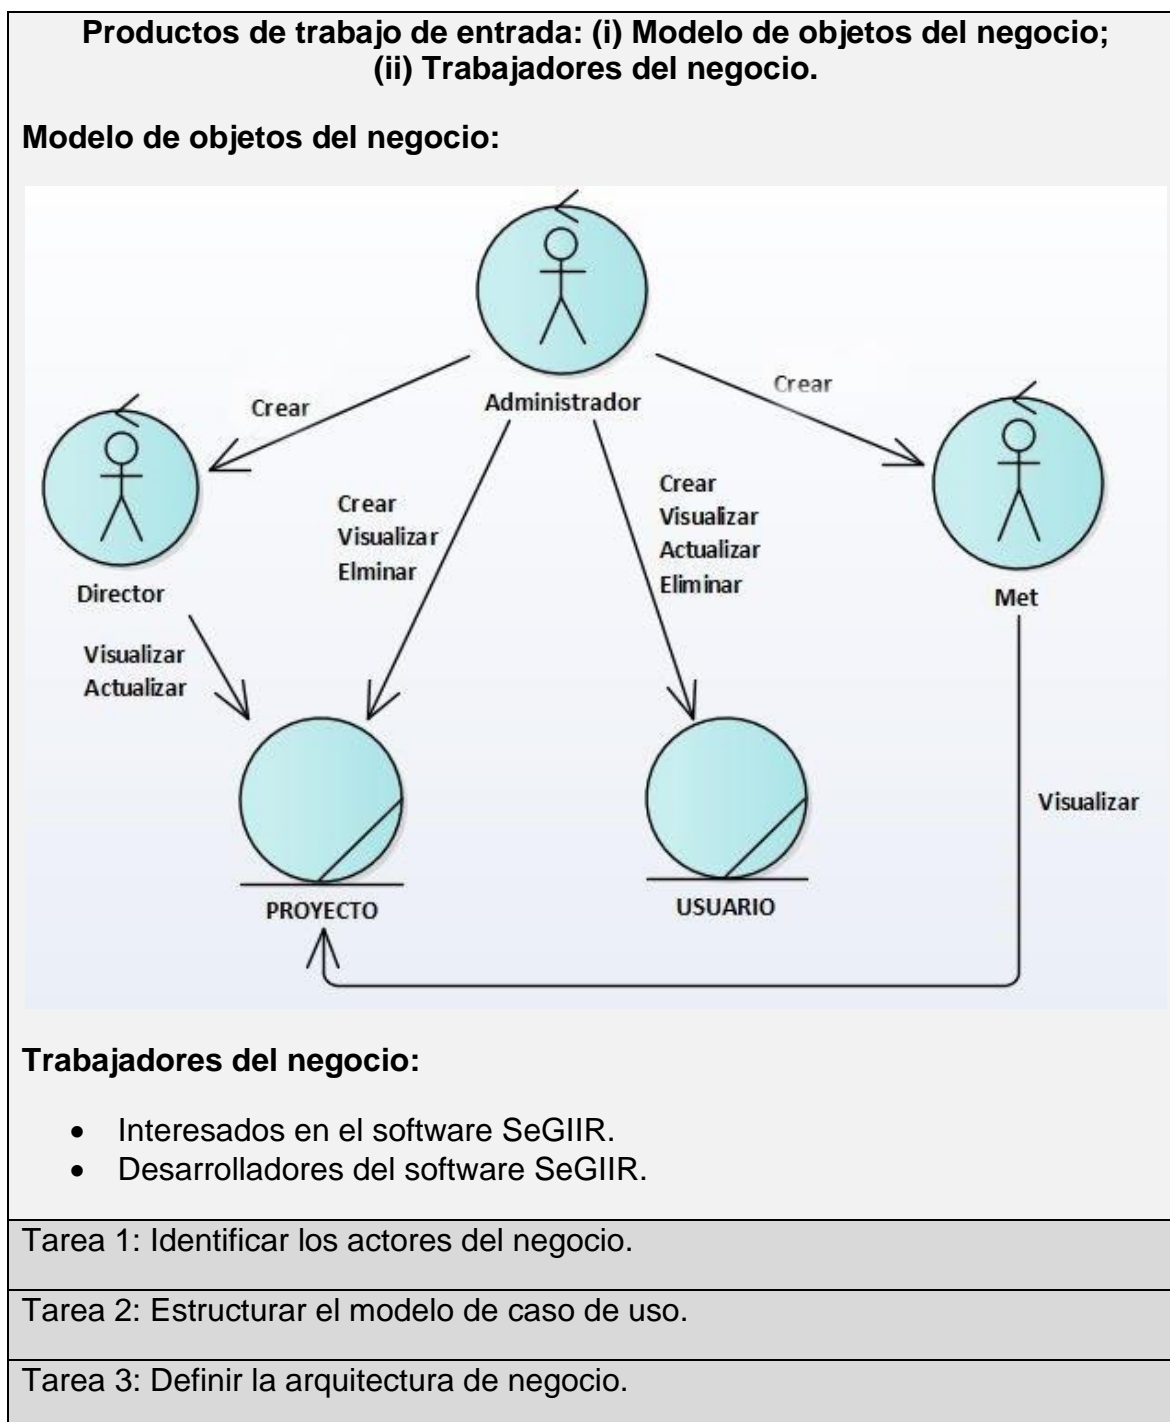 Productos de trabajo de entrada: (i) Modelo de objetos del negocio;
(ii) Trabajadores del negocio.
Modelo de objetos del negocio:
Crear
Administrador
Crear
Crear
Visualizar
Elminar
Crear
Visualizar
Actualizar
Eliminar
Director
Met
Visualizar
Actualizar
Visualizar
PROYECTO
USUARIO
Trabajadores del negocio:
• Interesados en el software SeGIIR.
• Desarrolladores del software SeGIIR.
Tarea 1: Identificar los actores del negocio.
Tarea 2: Estructurar el modelo de caso de uso.
Tarea 3: Definir la arquitectura de negocio.